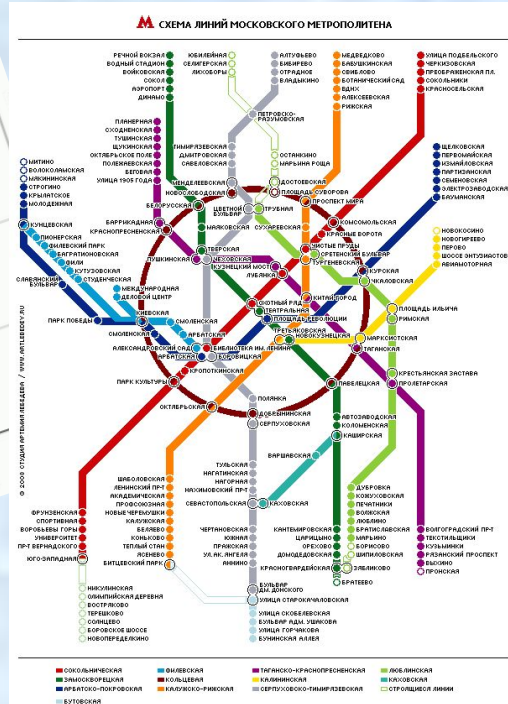 СХЕМА ЛИНИЙ МОСКОВСКОГО МЕТРОПОЛИТЕНА
РЕЧНОЙ ВОКЗАЛ
ВОДНЫЙ СТАДИОН
ВОЙКОВСКАЯ
СОКОЛ
АЭРОПОРТ
ДИНАМО
ЮБИЛЕЙНАЯ
СЕЛИГЕРСКАЯ
ЛИХОБОРЫ
АЛТУФЬЕВО
БИБИРЕВО
ОТРАДНОЕ
ВЛАДЫКИНО
МЕДВЕДКОВО
БАБУШКИНСКАЯ
СВИБЛОВО
БОТАНИЧЕСКИЙ САД
ВДНХ
АЛЕКСЕЕВСКАЯ
РИЖСКАЯ
УЛИЦА ПОДБЕЛЬСКОГО
ЧЕРКИЗОВСКАЯ
ПРЕОБРАЖЕНСКАЯ ПЛ.
СОКОЛЬНИКИ
КРАСНОСЕЛЬСКАЯ
ПЕТРОВСКО-
РАЗУМОВСКАЯ
ПЛАНЕРНАЯ
СХОДНЕНСКАЯ
ТУШИНСКАЯ
ЩУКИНСКАЯ
ОКТЯБРЬСКОЕ ПОЛЕ
ПОЛЕЖАЕВСКАЯ
БЕГОВАЯ
УЛИЦА 1905 ГОДА
ТИМИРЯЗЕВСКАЯ
ДМИТРОВСКАЯ
САВЕЛОВСКАЯ
МЕНДЕЛЕЕВСКАЯ
НОВОСЛОБОДСКАЯ
ОСТАНКИНО
МАРЬИНА РОЩА
ДОСТОЕВСКАЯ
ПЛОЩАДЬ СУВОРОВА
ПРОСПЕКТ МИРА
ЩЕЛКОВСКАЯ
ПЕРВОМАЙСКАЯ
ИЗМАЙЛОВСКАЯ
ПАРТИЗАНСКАЯ
СЕМЕНОВСКАЯ
ЭЛЕКТРОЗАВОДСКАЯ
БАУМАНСКАЯ
МИТИНО
ВОЛОКОЛАМСКАЯ
МЯКИНИНСКАЯ
СТРОГИНО
КРЫЛАТСКОЕ
МОЛОДЕЖНАЯ
КУНЦЕВСКАЯ
ПИОНЕРСКАЯ
ФИЛЕВСКИЙ ПАРК
БАГРАТИОНОВСКАЯ
ФИЛИ
КУТУЗОВСКАЯ
СТУДЕНЧЕСКАЯ
СЛАВЯНСКИЙ
БУЛЬВАР
ПАРК ПОБЕДЫ
МЕЖДУНАРОДНАЯ
ДЕЛОВОЙ ЦЕНТР
КИЕВСКАЯ
СМОЛЕНСКАЯ
СМОЛЕНСКАЯ
АРБАТСКАЯ
АЛЕКСАНДРОВСКИЙ САД
АРБАТСКАЯ
БИБЛИОТЕКА ИМ. ЛЕНИНА
БОРОВИЦКАЯ
БЕЛОРУССКАЯ
БАРРИКАДНАЯ
КРАСНОПРЕСНЕНСКАЯ
МАЯКОВСКАЯ
ТВЕРСКАЯ
ПУШКИНСКАЯ
ЧЕХОВСКАЯ
КУЗНЕЦКИЙ МОСТ
ЛУБЯНКА
ЦВЕТНОЙ
БУЛЬВАР
ТРУБНАЯ
СУХАРЕВСКАЯ
КОМСОМОЛЬСКАЯ
КРАСНЫЕ ВОРОТА
ЧИСТЫЕ ПРУДЫ
СРЕТЕНСКИЙ БУЛЬВАР
ТУРГЕНЕВСКАЯ
КУРСКАЯ
ЧКАЛОВСКАЯ
НОВОКОСИНО
НОВОГИРЕЕВО
ПЕРОВО
ШОССЕ ЭНТУЗИАСТОВ
АВИАМОТОРНАЯ
ОХОТНЫЙ РЯД
ТЕАТРАЛЬНАЯ
ПЛОЩАДЬ РЕВОЛЮЦИИ
КИТАЙ-ГОРОД
ТРЕТЬЯКОВСКАЯ
НОВОКУЗНЕЦКАЯ
ПЛОЩАДЬ ИЛЬИЧА
РИМСКАЯ
МАРКСИСТСКАЯ
ТАГАНСКАЯ
КРЕСТЬЯНСКАЯ ЗАСТАВА
ПРОЛЕТАРСКАЯ
КРОПОТКИНСКАЯ
ПАРК КУЛЬТУРЫ
ОКТЯБРЬСКАЯ
ПОЛЯНКА
ДОБРЫНИНСКАЯ
СЕРПУХОВСКАЯ
ПАВЕЛЕЦКАЯ
АВТОЗАВОДСКАЯ
КОЛОМЕНСКАЯ
КАШИРСКАЯ
ВАРШАВСКАЯ
КАХОВСКАЯ
ТУЛЬСКАЯ
НАГАТИНСКАЯ
НАГОРНАЯ
НАХИМОВСКИЙ ПР-Т
СЕВАСТОПОЛЬСКАЯ
ЧЕРТАНОВСКАЯ
ЮЖНАЯ
ПРАЖСКАЯ
УЛ. АК. ЯНГЕЛЯ
АННИНО
БУЛЬВАР
ДМ. ДОНСКОГО
УЛИЦА СТАРОКАЧАЛОВСКАЯ
УЛИЦА СКОБЕЛЕВСКАЯ
БУЛЬВАР АДМ. УШАКОВА
УЛИЦА ГОРЧАКОВА
БУНИНСКАЯ АЛЛЕЯ
ШАБОЛОВСКАЯ
ЛЕНИНСКИЙ ПР-Т
АКАДЕМИЧЕСКАЯ
ПРОФСОЮЗНАЯ
НОВЫЕ ЧЕРЕМУШКИ
КАЛУЖСКАЯ
БЕЛЯЕВО
КОНЬКОВО
ТЕПЛЫЙ СТАН
ЯСЕНЕВО
БИТЦЕВСКИЙ ПАРК
ФРУНЗЕНСКАЯ
СПОРТИВНАЯ
ВОРОБЬЕВЫ ГОРЫ
УНИВЕРСИТЕТ
ПР-Т ВЕРНАДСКОГО
ЮГО-ЗАПАДНАЯ
НИКУЛИНСКАЯ
ОЛИМПИЙСКАЯ ДЕРЕВНЯ
ВОСТРЯКОВО
ТЕРЕШКОВО
СОЛНЦЕВО
БОРОВСКОЕ ШОССЕ
НОВОПЕРЕДЕЛКИНО
КАНТЕМИРОВСКАЯ
ЦАРИЦЫНО
ОРЕХОВО
ДОМОДЕДОВСКАЯ
КРАСНОГВАРДЕЙСКАЯ
БРАТЕЕВО
ДУБРОВКА
КОЖУХОВСКАЯ
ПЕЧАТНИКИ
ВОЛЖСКАЯ
ЛЮБЛИНО
БРАТИСЛАВСКАЯ
МАРЬИНО
БОРИСОВО
ШИПИЛОВСКАЯ
ЗЯБЛИКОВО
ВОЛГОГРАДСКИЙ ПР-Т
ТЕКСТИЛЬЩИКИ
КУЗЬМИНКИ
РЯЗАНСКИЙ ПРОСПЕКТ
ВЫХИНО
ПРОНСКАЯ
© 2008 СТУДИЯ АРТЕМИЯ ЛЕБЕДЕВА / WWW.ARTLEBEDEV.RU
СОКОЛЬНИЧЕСКАЯ
ЗАМОСКВОРЕЦКАЯ
АРБАТСКО-ПОКРОВСКАЯ
ФИЛЕВСКАЯ
КОЛЬЦЕВАЯ
КАЛУЖСКО-РИЖСКАЯ
ТАГАНСКО-КРАСНОПРЕСНЕНСКАЯ
КАЛИНИНСКАЯ
СЕРПУХОВСКО-ТИМИРЯЗЕВСКАЯ
ЛЮБЛИНСКАЯ
КАХОВСКАЯ
СТРОЯЩИЕСЯ ЛИНИИ
БУТОВСКАЯ